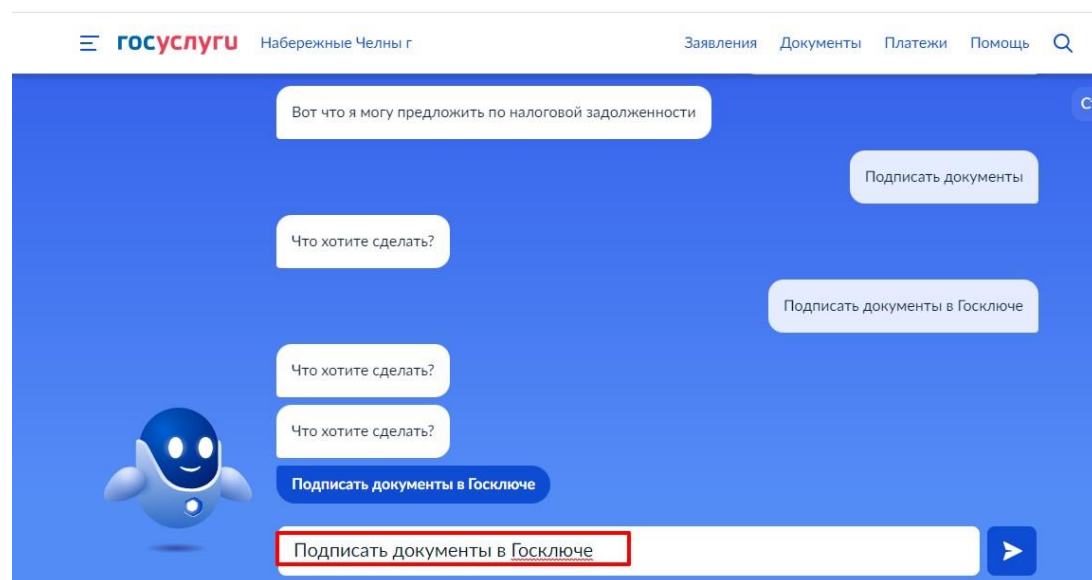 госуслуги Набережные Челны г Заявления Документы Платежи Помощь
Вот что я могу предложить по налоговой задолженности
Подписать документы
Что хотите сделать?
Подписать документы в Госключе
Что хотите сделать?
Что хотите сделать?
Подписать документы в Госключе
Подписать документы в Госключе